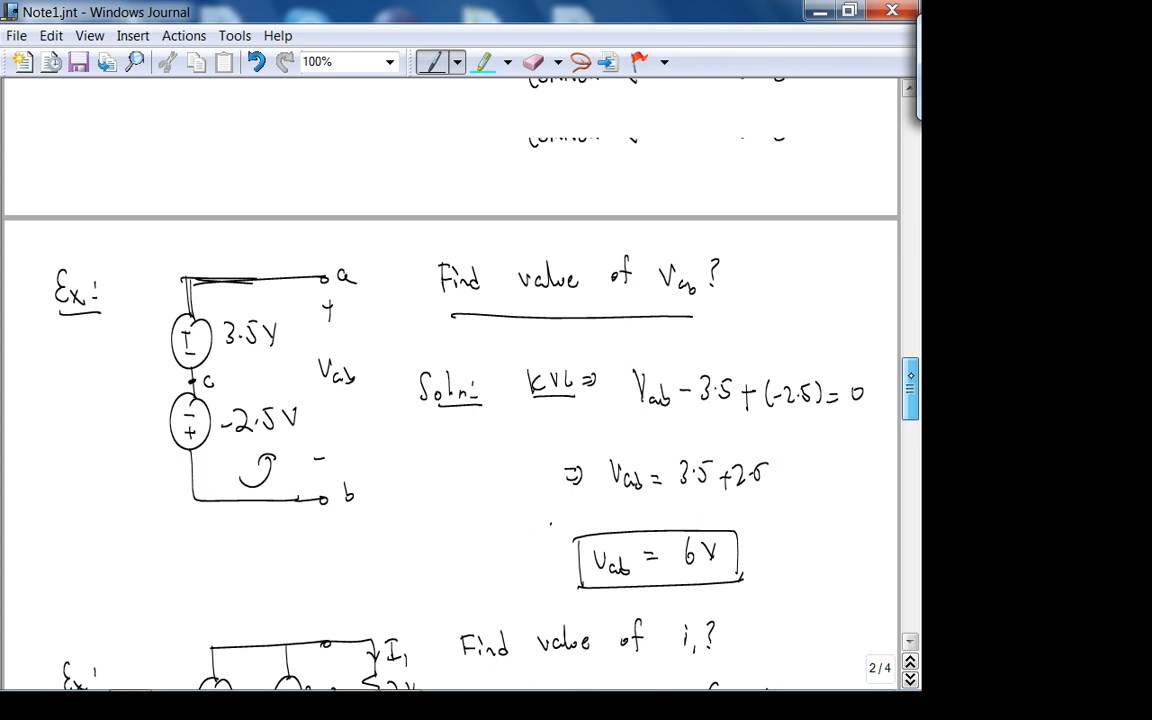 Note1.jnt - Windows Journal
File Edit View Insert Actions Tools Help
100%
Ex:
a
+
3.5V
c
Vab
- +
-2.5V
-
b
Find value of Vab?
Soln: KVL ⇒ Vab - 3.5 + (-2.5) = 0
⇒ Vab = 3.5 + 2.5
Vab = 6V
Ex:
I1
Find value of i1?
2/4